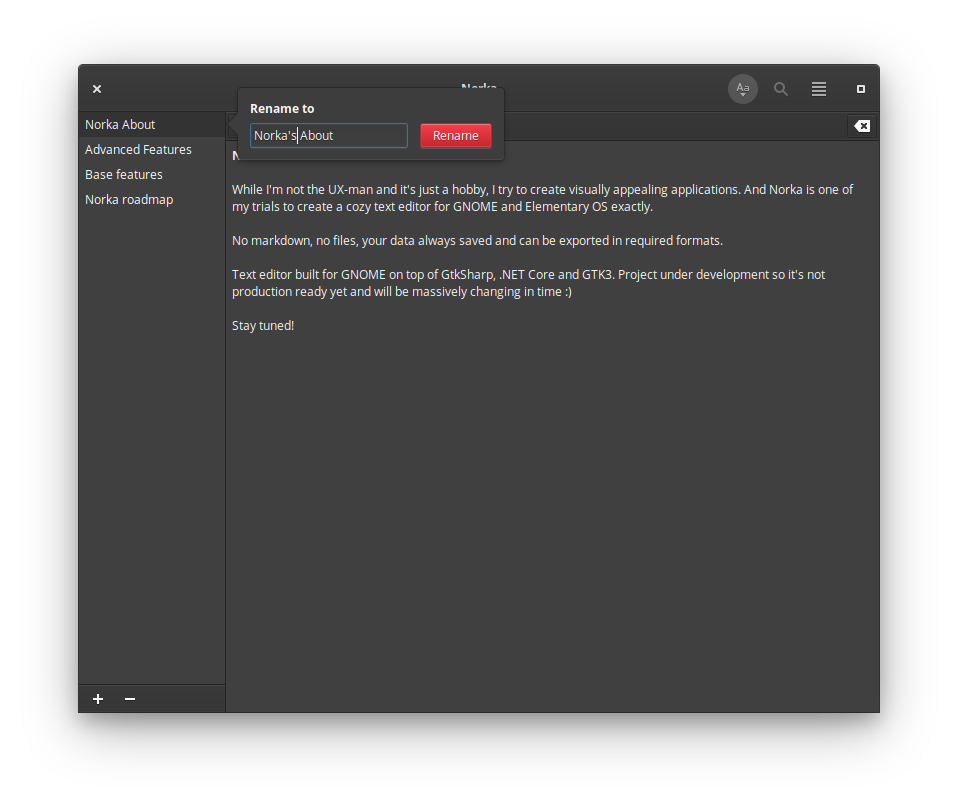 Norka
Aa
Rename to
Norka's About
Rename
Norka About
Advanced Features
Base features
Norka roadmap
While I'm not the UX-man and it's just a hobby, I try to create visually appealing applications. And Norka is one of
my trials to create a cozy text editor for GNOME and Elementary OS exactly.
No markdown, no files, your data always saved and can be exported in required formats.
Text editor built for GNOME on top of GtkSharp, .NET Core and GTK3. Project under development so it's not
production ready yet and will be massively changing in time :)
Stay tuned!